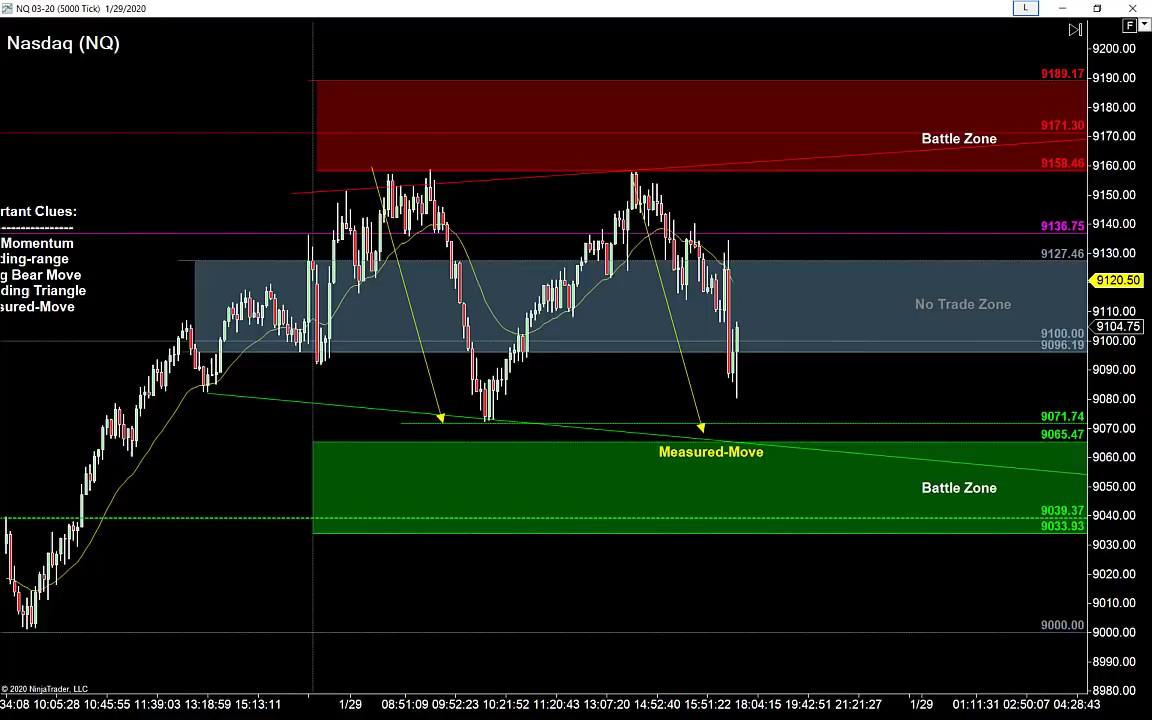 NQ 03-20 (5000 Tick) 1/29/2020
L
F
Nasdaq (NQ)
9200.00
9189.17
9190.00
9180.00
9171.30
9170.00
Battle Zone
9158.46
9160.00
9150.00
rtant Clues:
---------------
Momentum
ding-range
g Bear Move
ding Triangle
sured-Move
9140.00
9136.75
9130.00
9127.46
9120.50
No Trade Zone
9110.00
9104.75
9100.00
9100.00
9096.19
9090.00
9080.00
9071.74
9070.00
9065.47
Measured-Move
9060.00
Battle Zone
9050.00
9039.37
9040.00
9033.93
9030.00
9020.00
9010.00
9000.00
9000.00
8990.00
8980.00
© 2020 NinjaTrader, LLC
34:08 10:05:28 10:45:55 11:39:03 13:18:59 15:13:11 1/29 08:51:09 09:52:23 10:21:52 11:20:43 13:07:20 14:52:40 15:51:22 18:04:15 19:42:51 21:21:27 1/29 01:11:31 02:50:07 04:28:43